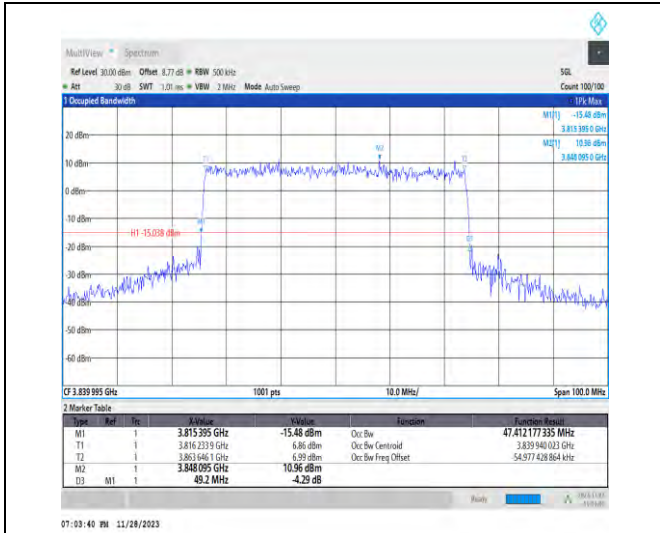 MultiView Spectrum
Ref Level 30.00 dBm Offset 8.77 dB RBW 500 kHz SGL
Att 30 dB SWT 1.01 ms VBW 2 MHz Mode Auto Sweep Count 100/100
1 Occupied Bandwidth 1Pk Max
M1[1] -15.48 dBm
3.815 395 0 GHz
20 dBm
M2[1] 10.96 dBm
3.848 095 0 GHz
M2
10 dBm
T1 T2
0 dBm
-10 dBm
M1
H1 -15.038 dBm
D3
-20 dBm
-30 dBm
-40 dBm
-50 dBm
-60 dBm
CF 3.839 995 GHz 1001 pts 10.0 MHz/ Span 100.0 MHz
2 Marker Table
Type Ref Trc X-Value Y-Value Function Function Result
M1 1 3.815 395 GHz -15.48 dBm Occ Bw 47.412 177 335 MHz
T1 1 3.816 233 9 GHz 6.86 dBm Occ Bw Centroid 3.839 940 023 GHz
T2 1 3.863 646 1 GHz 6.99 dBm Occ Bw Freq Offset -54.977 428 864 kHz
M2 1 3.848 095 GHz 10.96 dBm
D3 M1 1 49.2 MHz -4.29 dB
Ready
07:03:40 PM 11/28/2023